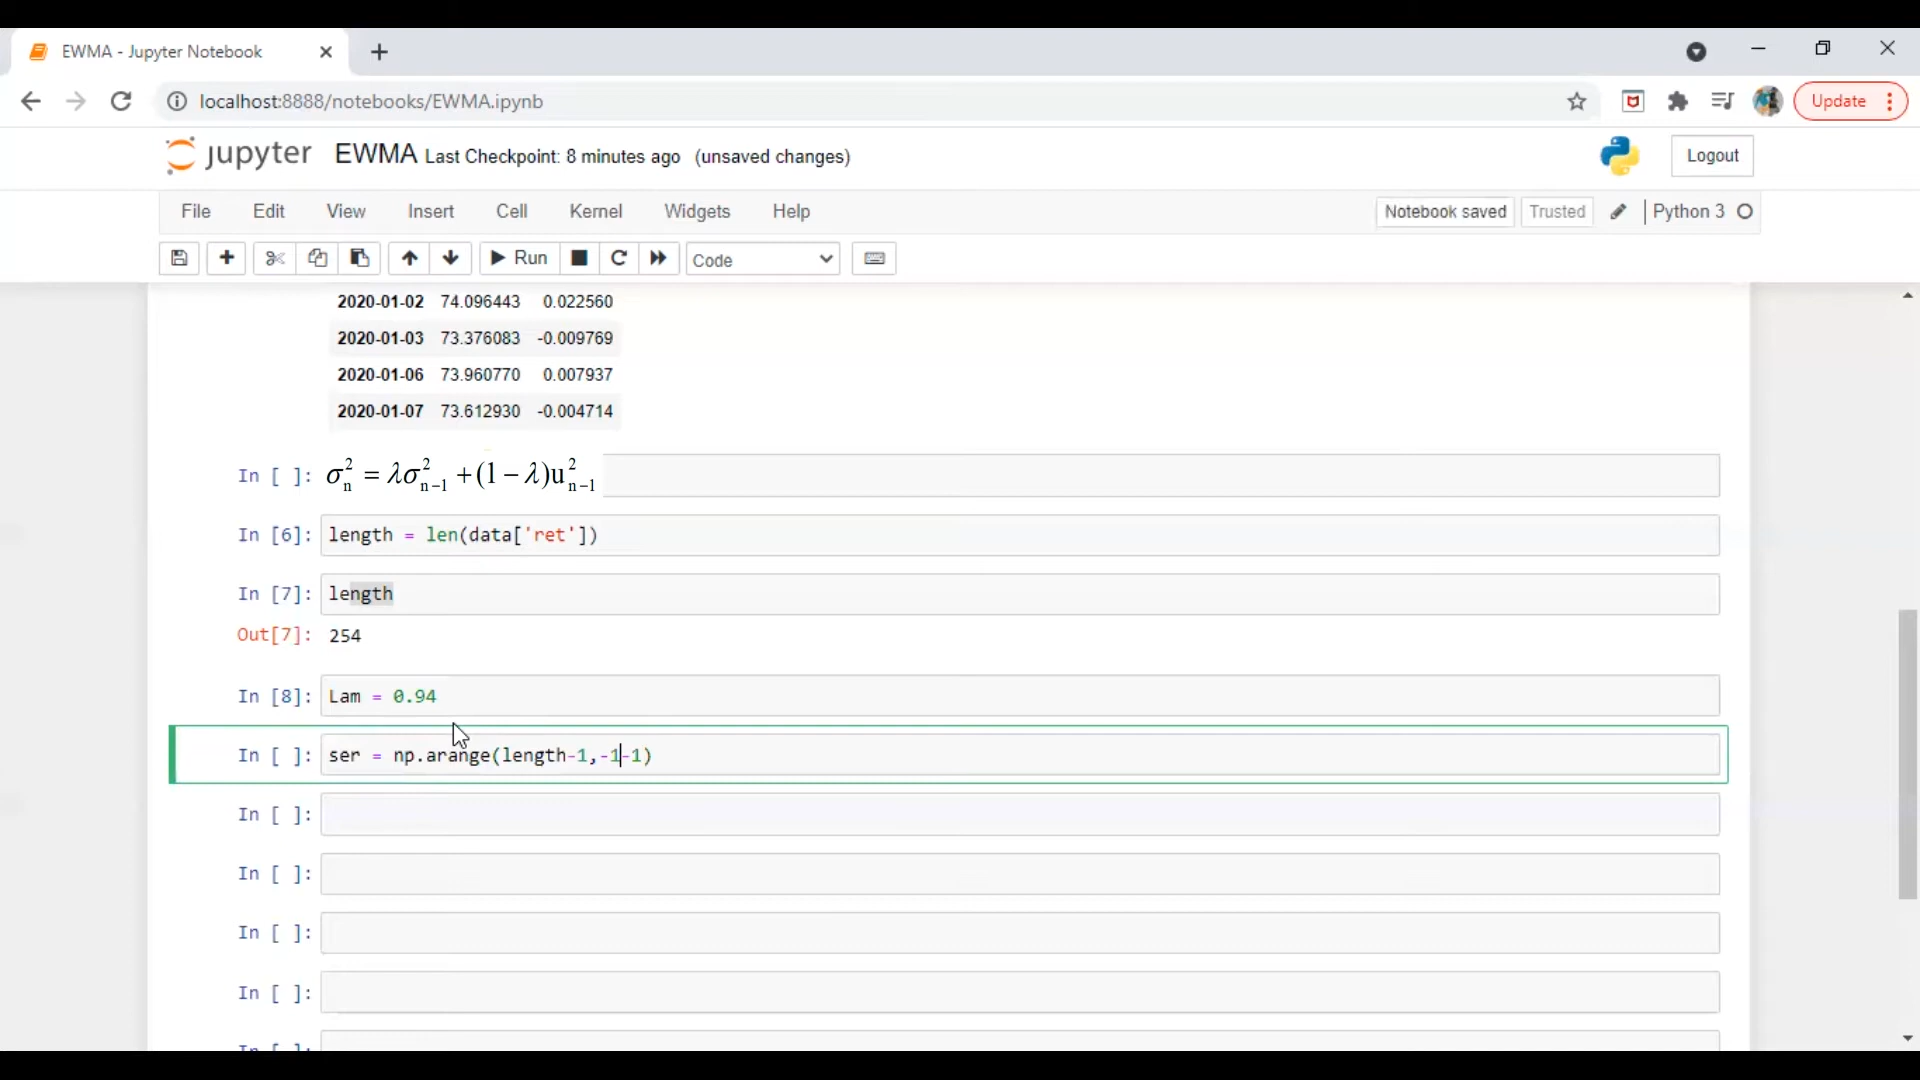 EWMA - Jupyter Notebook
localhost:8888/notebooks/EWMA.ipynb
Update
jupyter EWMA Last Checkpoint: 8 minutes ago (unsaved changes)
Logout
File Edit View Insert Cell Kernel Widgets Help
Notebook saved Trusted Python 3
Run Code
2020-01-02 74.096443 0.022560
2020-01-03 73.376083 -0.009769
2020-01-06 73.960770 0.007937
2020-01-07 73.612930 -0.004714
In [ ]: σ²ₙ = λσ²ₙ₋₁ + (1 − λ)u²ₙ₋₁
In [6]: length = len(data['ret'])
In [7]: length
Out[7]: 254
In [8]: Lam = 0.94
In [ ]: ser = np.arange(length-1,-1-1)
In [ ]:
In [ ]:
In [ ]:
In [ ]: